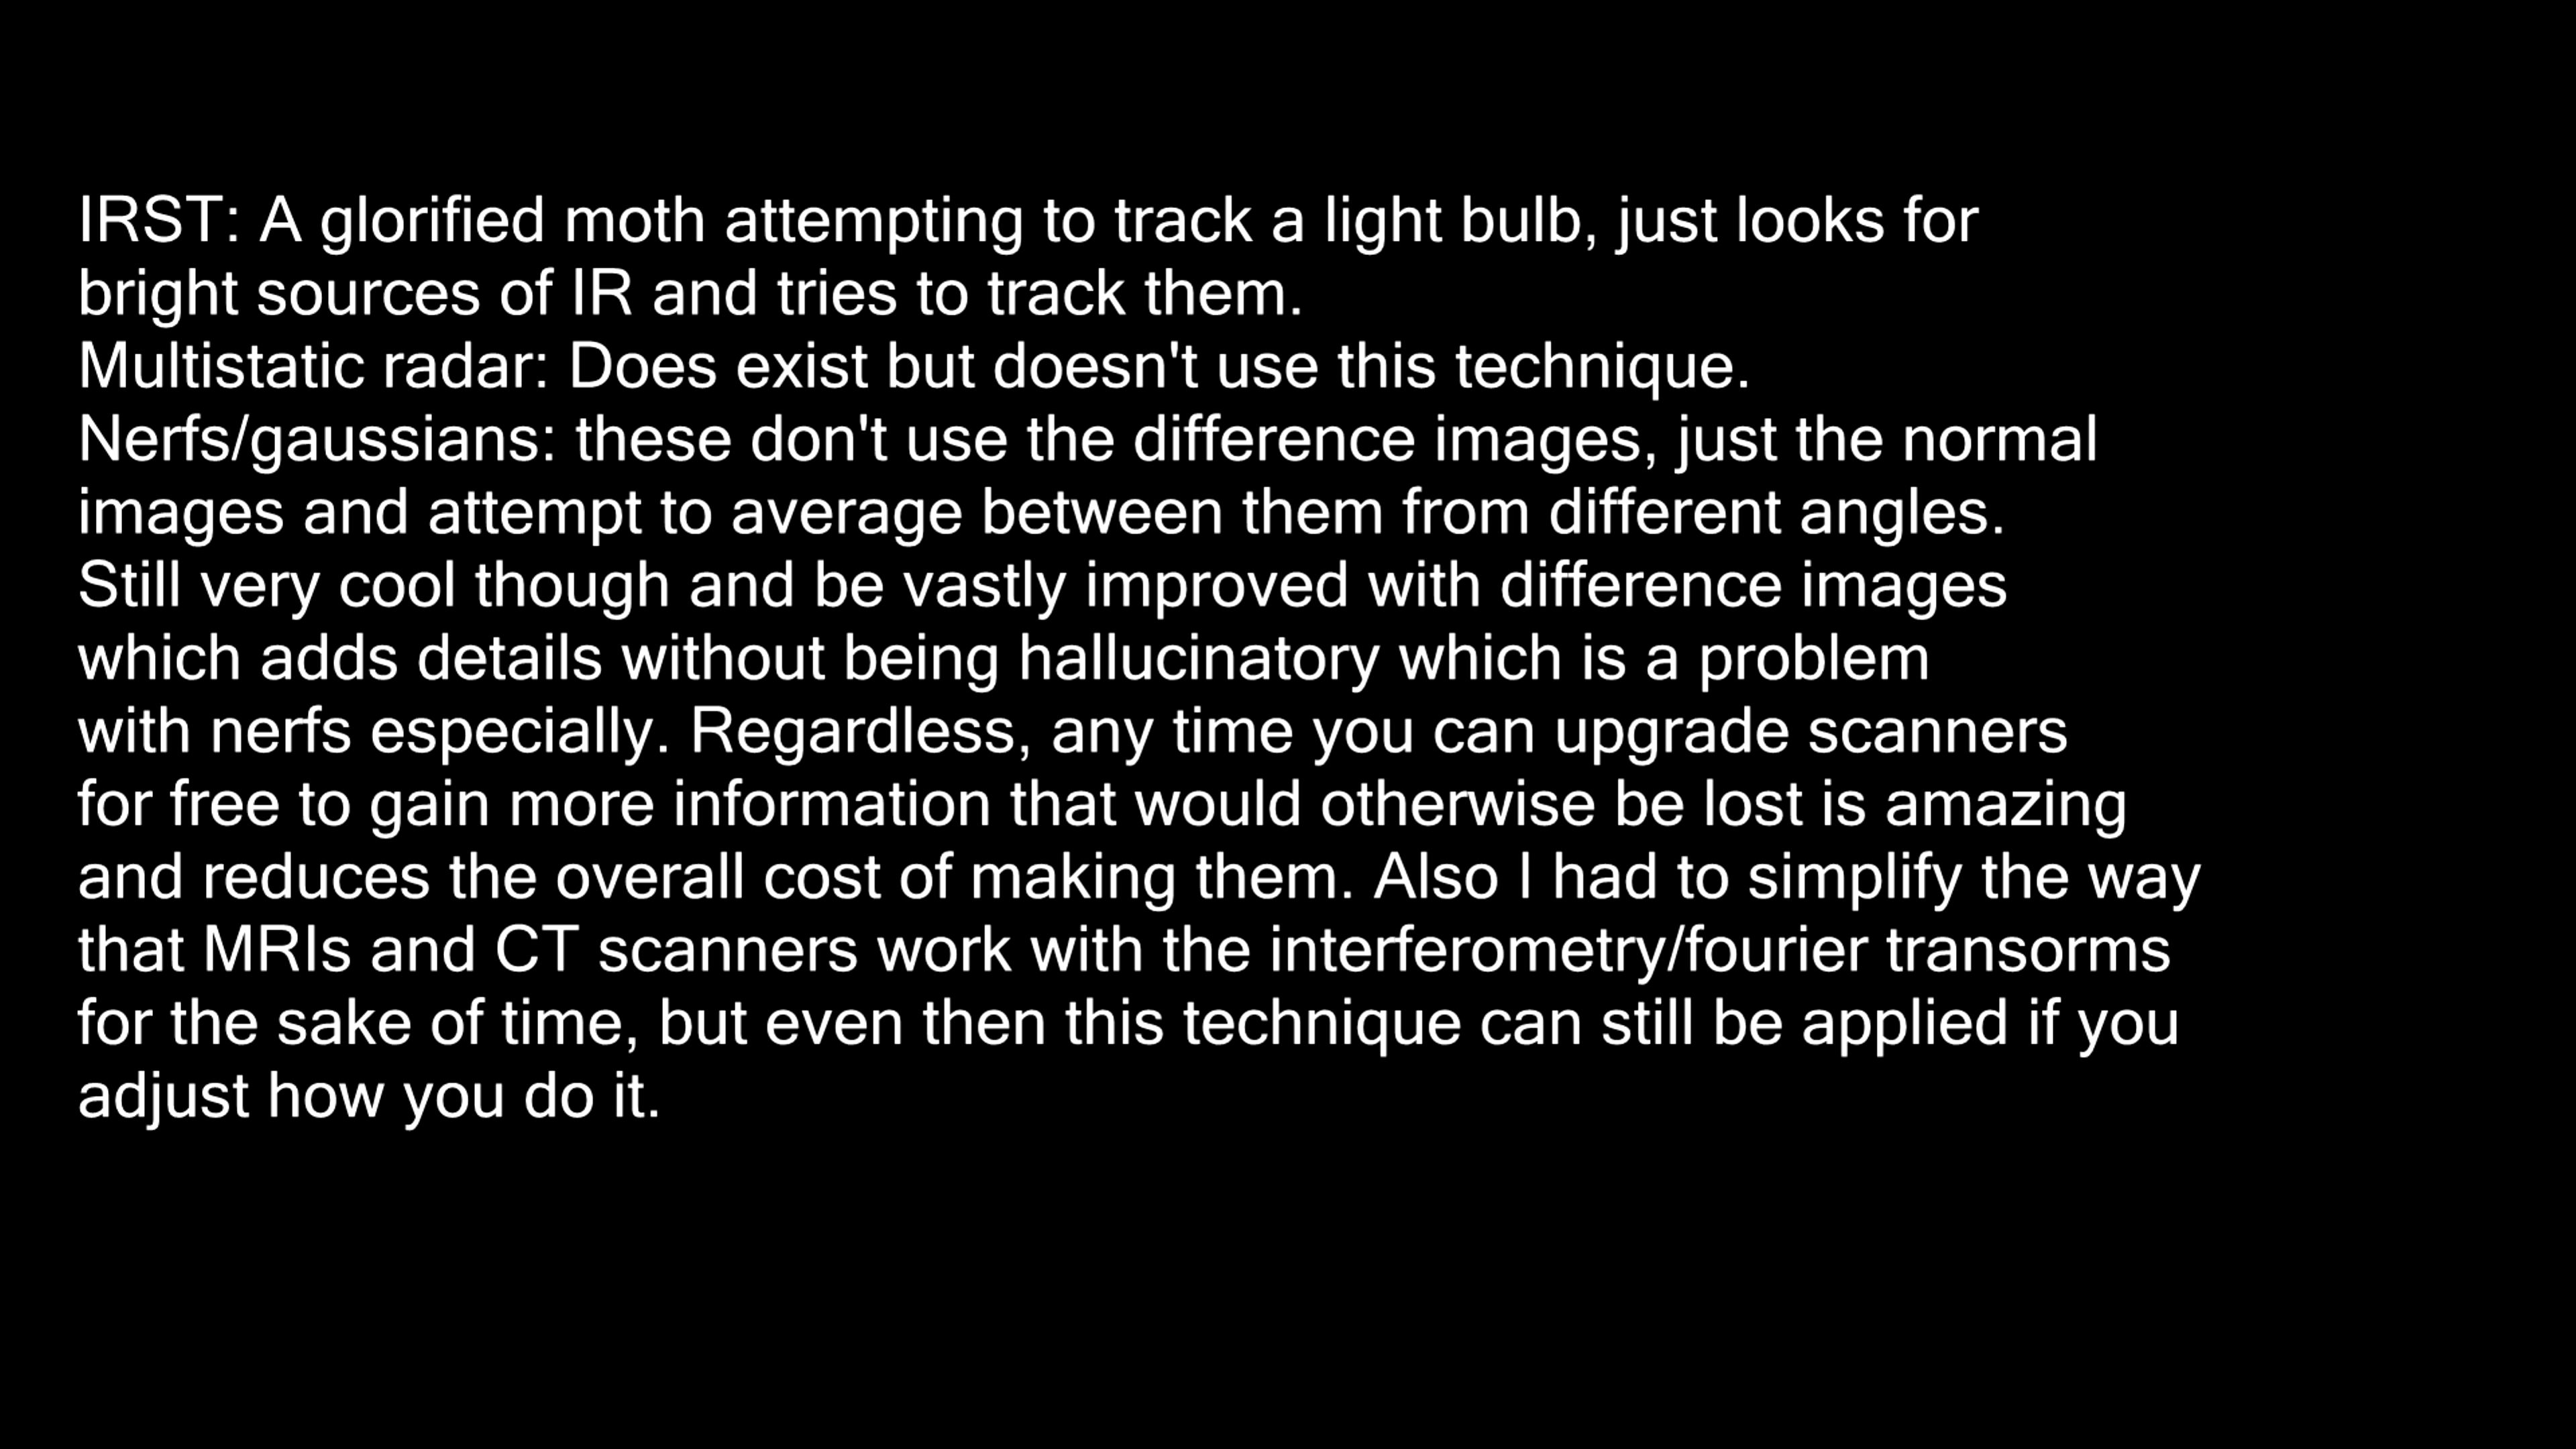 IRST: A glorified moth attempting to track a light bulb, just looks for
bright sources of IR and tries to track them.
Multistatic radar: Does exist but doesn't use this technique.
Nerfs/gaussians: these don't use the difference images, just the normal
images and attempt to average between them from different angles.
Still very cool though and be vastly improved with difference images
which adds details without being hallucinatory which is a problem
with nerfs especially. Regardless, any time you can upgrade scanners
for free to gain more information that would otherwise be lost is amazing
and reduces the overall cost of making them. Also I had to simplify the way
that MRIs and CT scanners work with the interferometry/fourier transorms
for the sake of time, but even then this technique can still be applied if you
adjust how you do it.